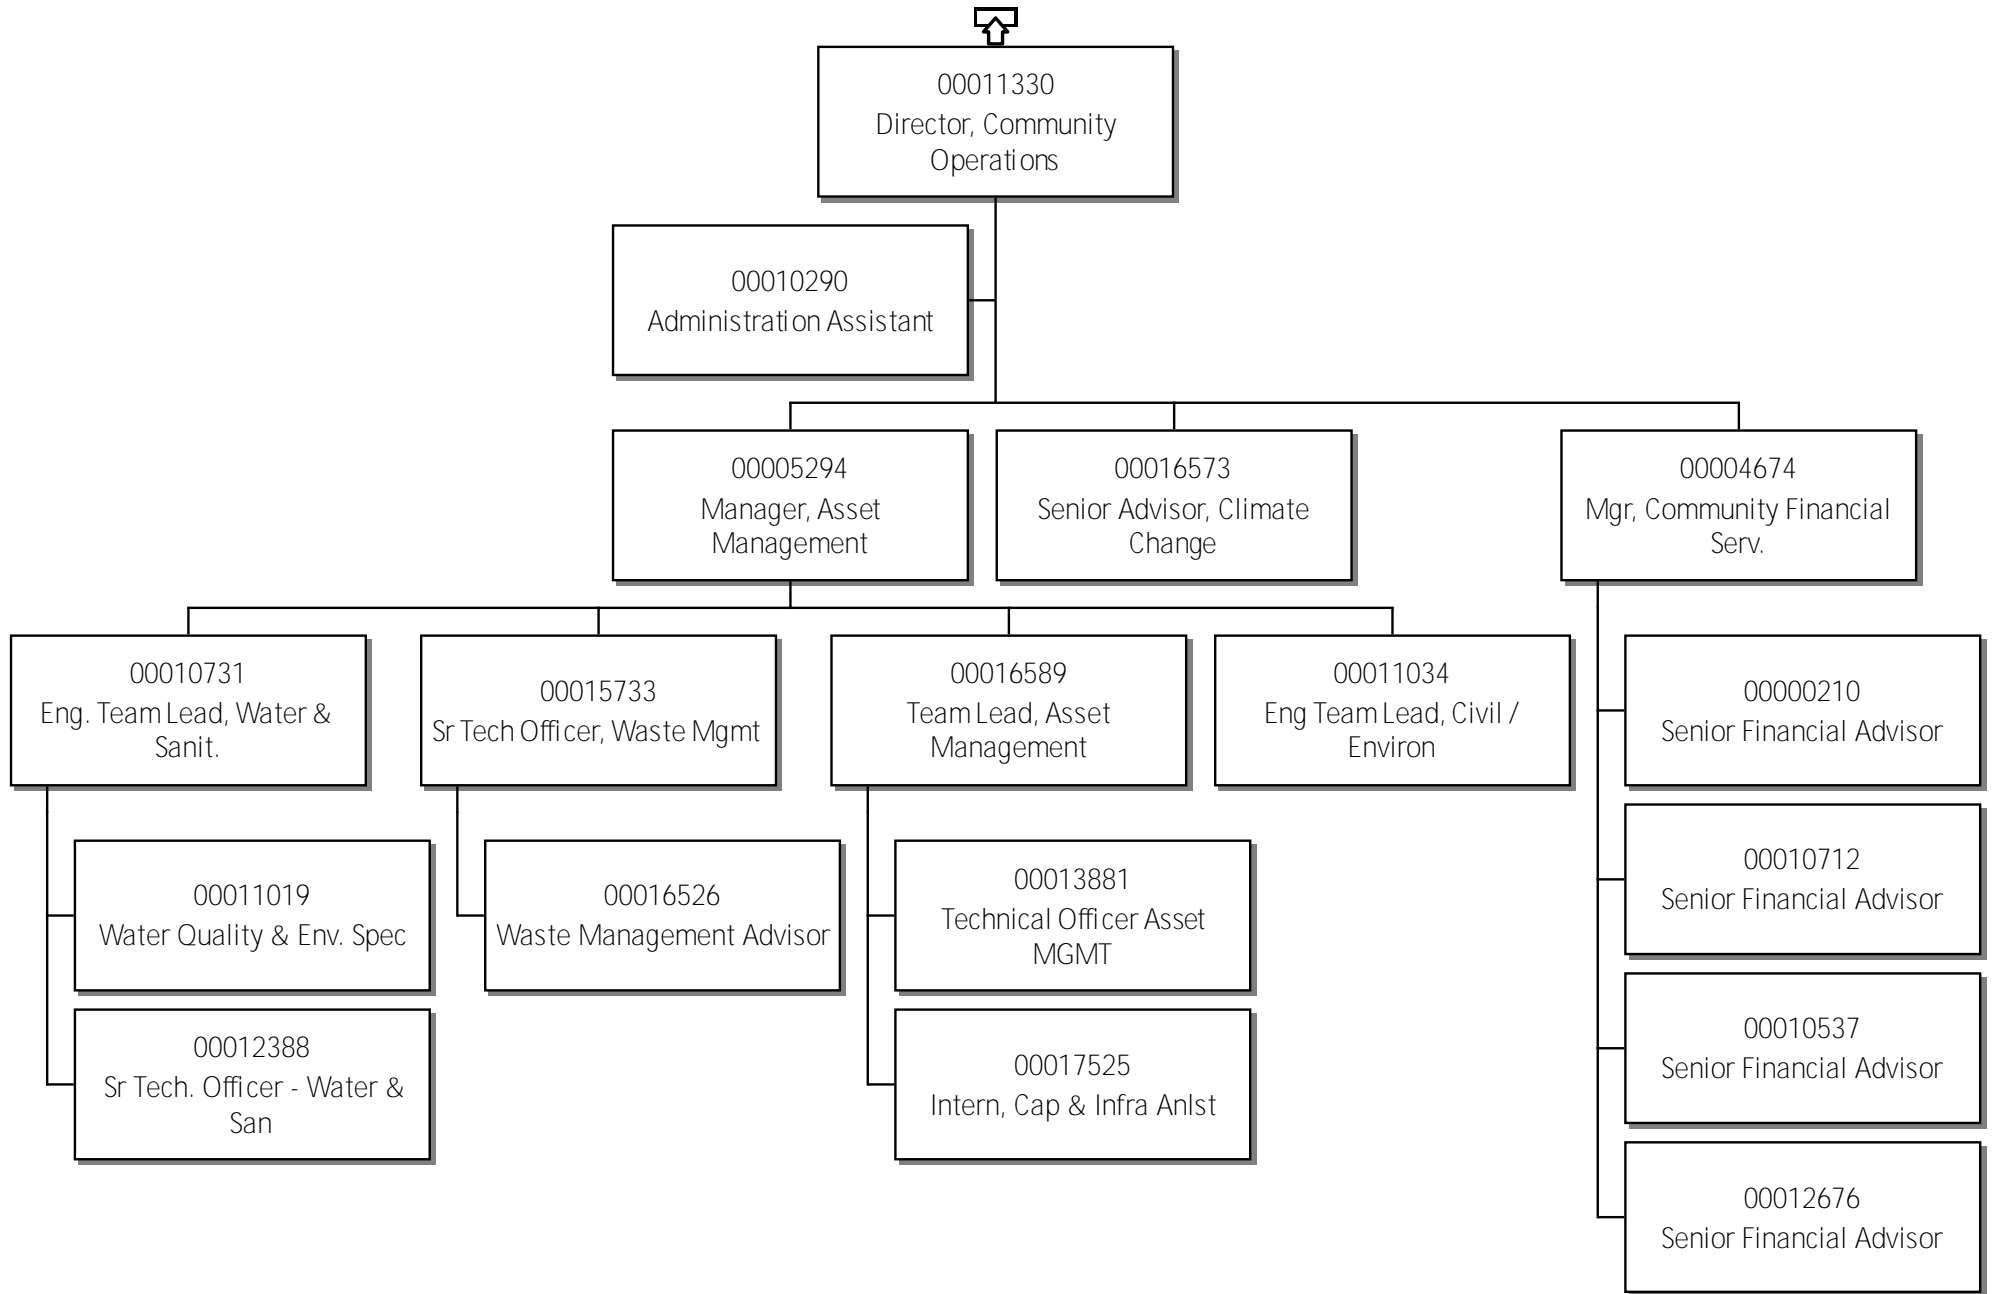 00011330
Director, Community
Operations
00010290
Administration Assistant
00005294
Manager, Asset
Management
00016573
Senior Advisor, Climate
Change
00004674
Mgr, Community Financial
Serv.
00010731
Eng. Team Lead, Water &
Sanit.
00015733
Sr Tech Officer, Waste Mgmt
00016589
Team Lead, Asset
Management
00011034
Eng Team Lead, Civil /
Environ
00000210
Senior Financial Advisor
00011019
Water Quality & Env. Spec
00016526
Waste Management Advisor
00013881
Technical Officer Asset
MGMT
00010712
Senior Financial Advisor
00012388
Sr Tech. Officer - Water &
San
00017525
Intern, Cap & Infra Anlst
00010537
Senior Financial Advisor
00012676
Senior Financial Advisor